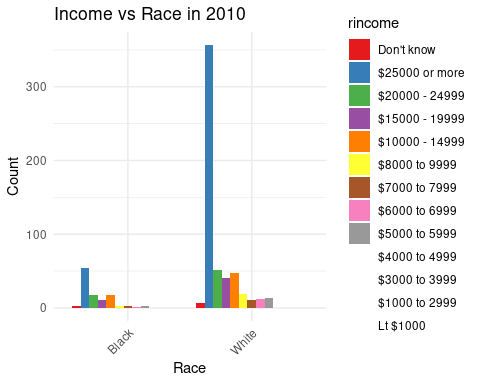 Income vs Race in 2010
rincome
Don't know
$25000 or more
$20000 - 24999
$15000 - 19999
$10000 - 14999
$8000 to 9999
$7000 to 7999
$6000 to 6999
$5000 to 5999
$4000 to 4999
$3000 to 3999
$1000 to 2999
Lt $1000
Count
300
200
100
0
Black
White
Race